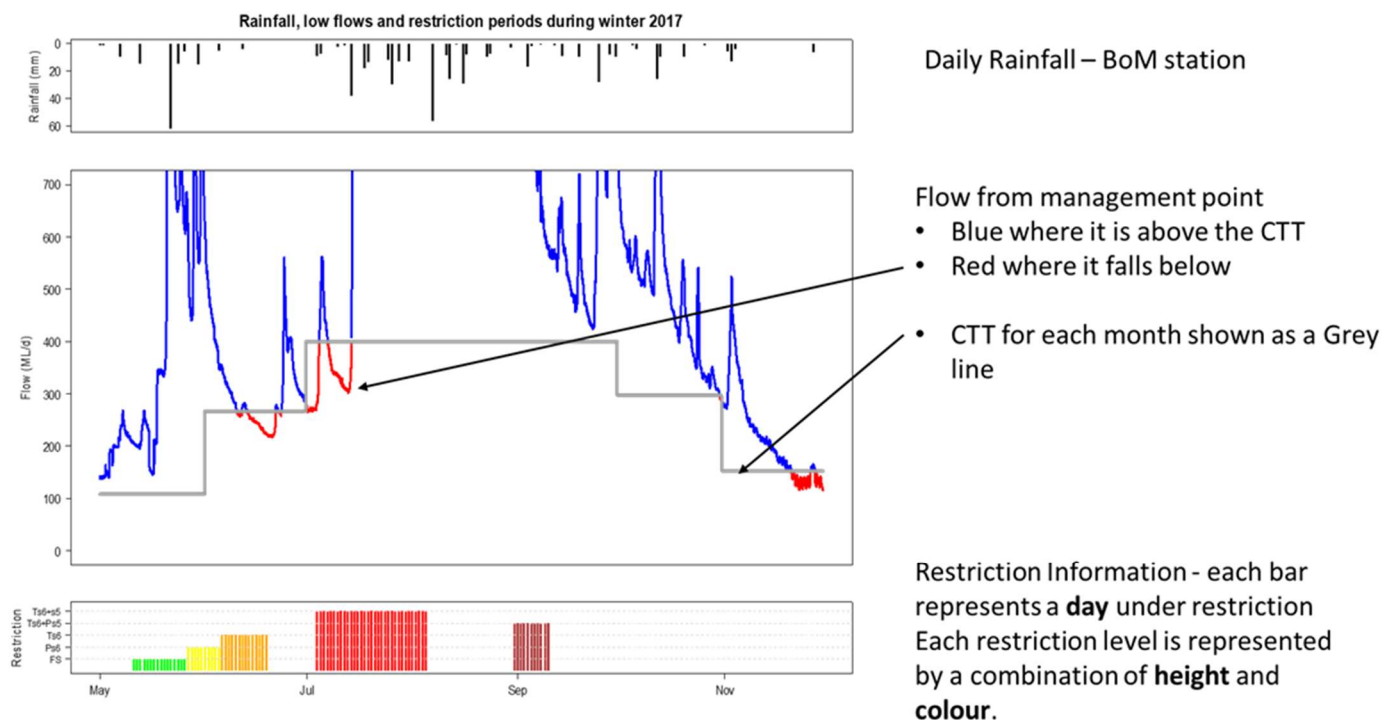 Rainfall, low flows and restriction periods during winter 2017
Rainfall (mm)
0
20
40
60
Daily Rainfall – BoM station
Flow (ML/d)
700
600
500
400
300
200
100
0
Flow from management point
• Blue where it is above the CTT
• Red where it falls below
• CTT for each month shown as a Grey
line
Restriction
Ts6+s5
Ts6+Ps5
Ts6
Ps6
FS
May
Jul
Sep
Nov
Restriction Information - each bar
represents a day under restriction
Each restriction level is represented
by a combination of height and
colour.